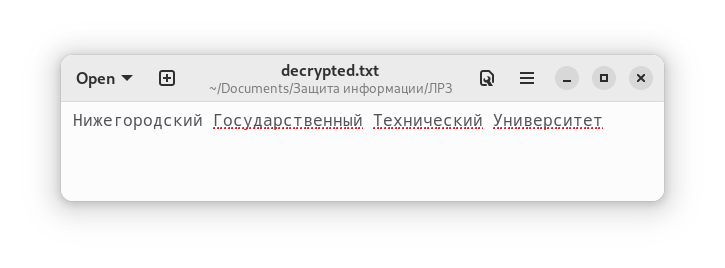 Open
decrypted.txt
~/Documents/Защита информации/ЛР3
Нижегородский Государственный Технический Университет